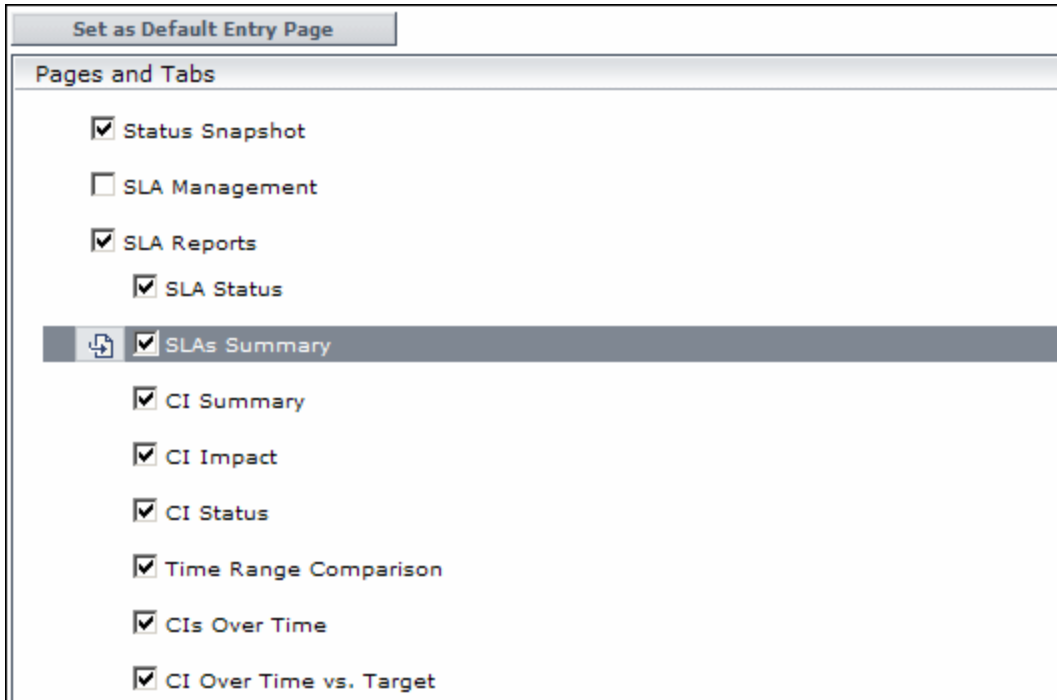 Set as Default Entry Page
Pages and Tabs
Status Snapshot
SLA Management
SLA Reports
SLA Status
SLAs Summary
CI Summary
CI Impact
CI Status
Time Range Comparison
CIs Over Time
CI Over Time vs. Target